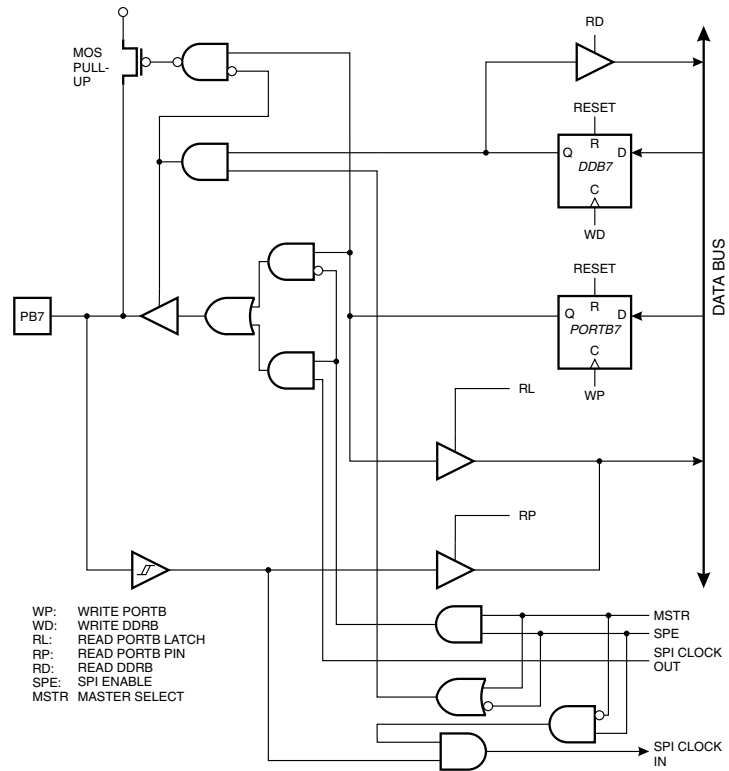 RD
MOS
PULL-
UP
RESET
R
Q
D
DDB7
C
WD
DATA BUS
RESET
R
Q
D
PORTB7
C
WP
PB7
RL
RP
WP: WRITE PORTB
WD: WRITE DDRB
RL: READ PORTB LATCH
RP: READ PORTB PIN
RD: READ DDRB
SPE: SPI ENABLE
MSTR MASTER SELECT
MSTR
SPE
SPI CLOCK
OUT
SPI CLOCK
IN